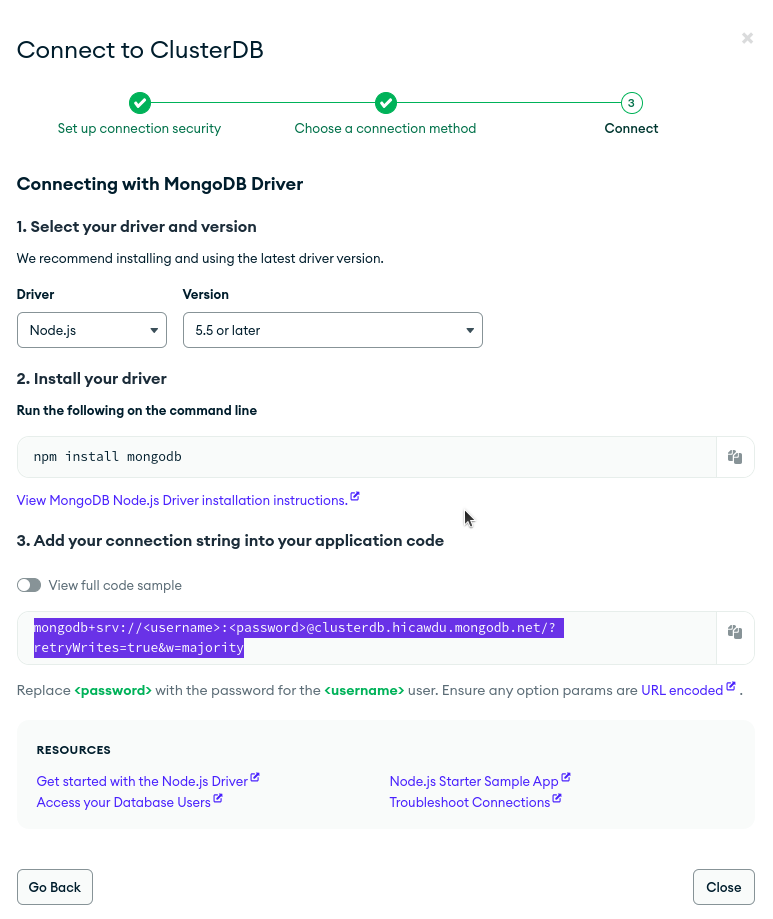 Connect to ClusterDB
3
Set up connection security
Choose a connection method
Connect
Connecting with MongoDB Driver
1. Select your driver and version
We recommend installing and using the latest driver version.
Driver
Version
Node.js
5.5 or later
2. Install your driver
Run the following on the command line
npm install mongodb
View MongoDB Node.js Driver installation instructions.
3. Add your connection string into your application code
View full code sample
mongodb+srv://<username>:<password>@clusterdb.hicawdu.mongodb.net/?
retryWrites=true&w=majority
Replace <password> with the password for the <username> user. Ensure any option params are URL encoded .
RESOURCES
Get started with the Node.js Driver
Node.js Starter Sample App
Access your Database Users
Troubleshoot Connections
Go Back
Close